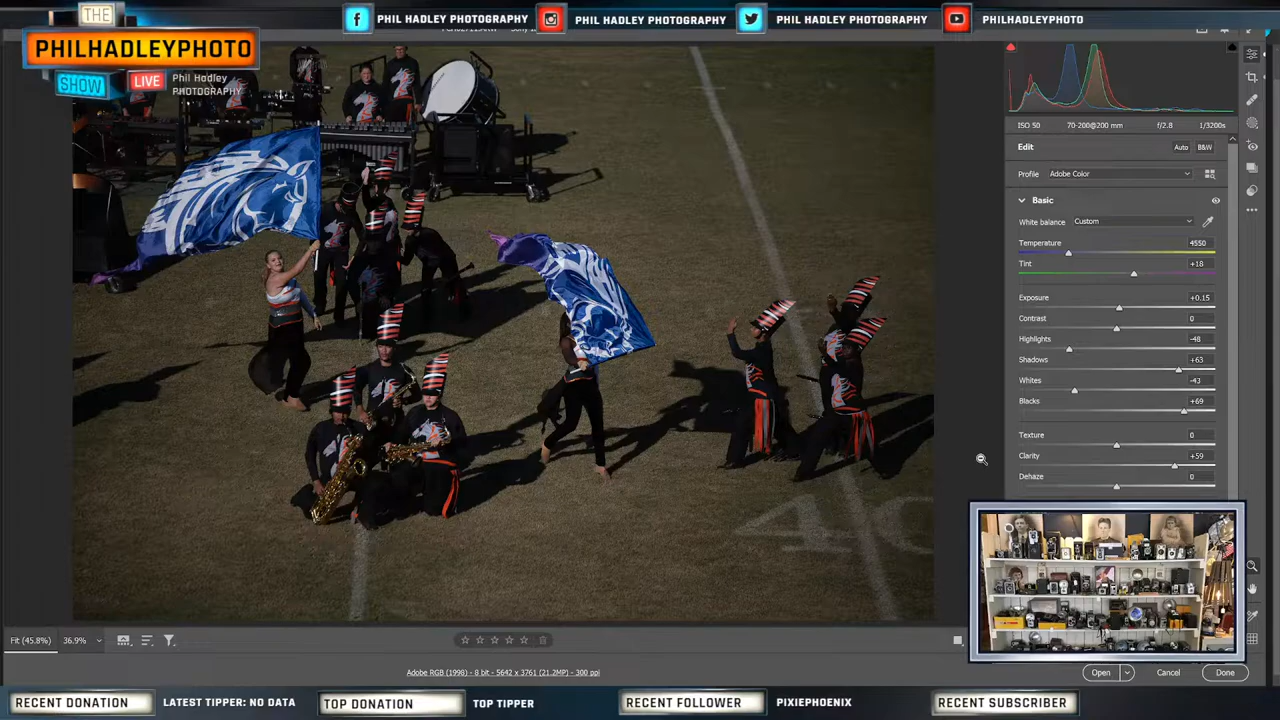 PHIL HADLEY PHOTOGRAPHY
PHIL HADLEY PHOTOGRAPHY
PHIL HADLEY PHOTOGRAPHY
PHILHADLEYPHOTO
THE
PHILHADLEYPHOTO
SHOW
LIVE
Phil Hadley
PHOTOGRAPHY
ISO 50
70-200@200 mm
f/2.8
1/3200s
Edit
Auto
B&W
Profile
Adobe Color
Basic
White balance
Custom
Temperature
4550
Tint
+18
Exposure
+0.15
Contrast
0
Highlights
-48
Shadows
+63
Whites
-43
Blacks
+69
Texture
0
Clarity
+59
Dehaze
0
40
Fit (45.8%)
36.9%
Adobe RGB (1998) - 8 bit - 5642 x 3761 (21.2MP) - 300 ppi
Open
Cancel
Done
RECENT DONATION
LATEST TIPPER: NO DATA
TOP DONATION
TOP TIPPER
RECENT FOLLOWER
PIXIEPHOENIX
RECENT SUBSCRIBER